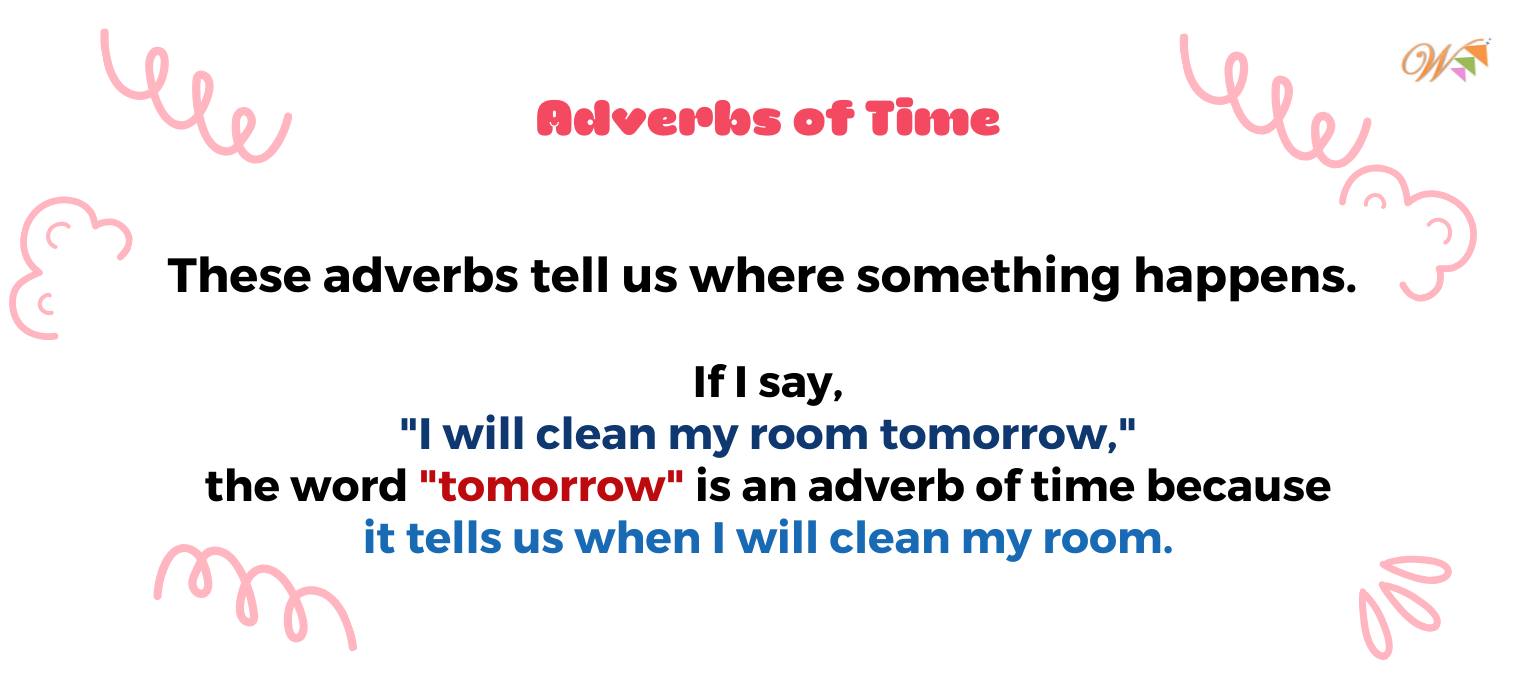 Adverbs of Time
These adverbs tell us where something happens.
If I say,
"I will clean my room tomorrow,"
the word "tomorrow" is an adverb of time because
it tells us when I will clean my room.